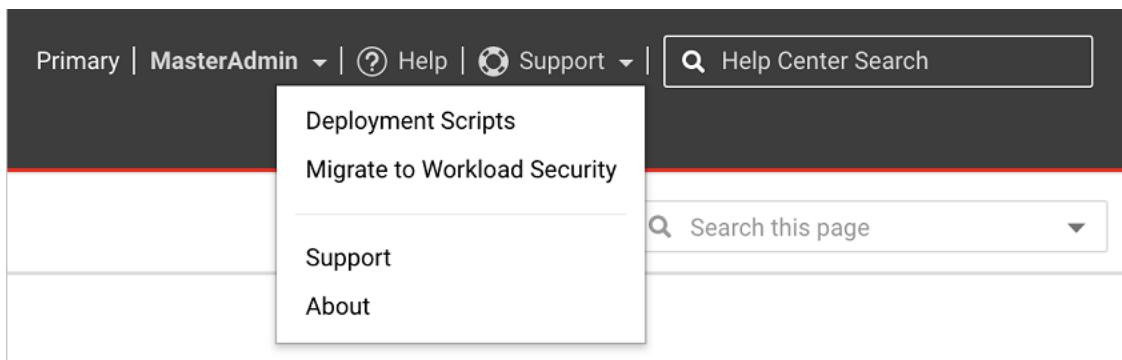 Primary | MasterAdmin | Help | Support | Help Center Search
Deployment Scripts
Migrate to Workload Security
Search this page
Support
About